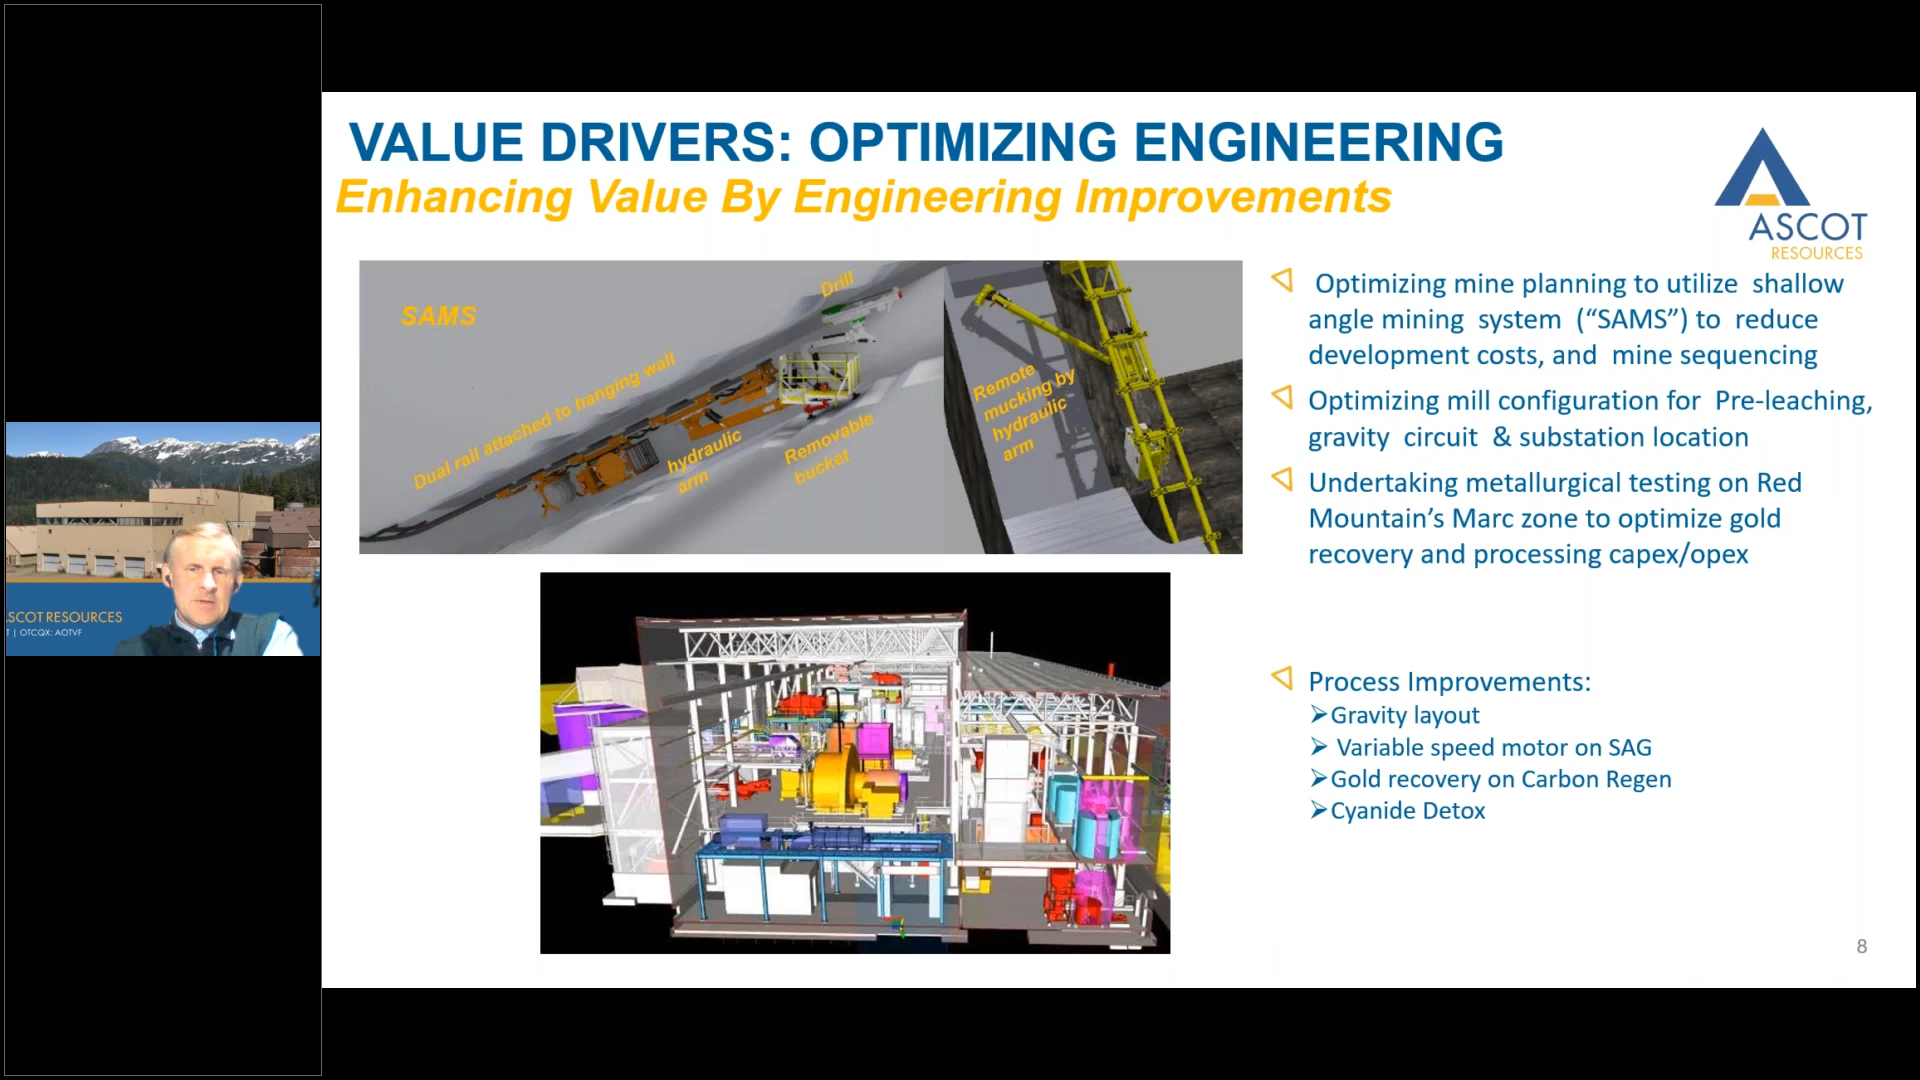 VALUE DRIVERS: OPTIMIZING ENGINEERING
Enhancing Value By Engineering Improvements
ASCOT
RESOURCES
SAMS
Drill
Dual rail attached to hanging wall
hydraulic
arm
Removable
bucket
Remote
mucking by
hydraulic
arm
Optimizing mine planning to utilize shallow
angle mining system (“SAMS”) to reduce
development costs, and mine sequencing
Optimizing mill configuration for Pre-leaching,
gravity circuit & substation location
Undertaking metallurgical testing on Red
Mountain’s Marc zone to optimize gold
recovery and processing capex/opex
Process Improvements:
Gravity layout
Variable speed motor on SAG
Gold recovery on Carbon Regen
Cyanide Detox
8
SCOT RESOURCES
T | OTCQX: AOTVF